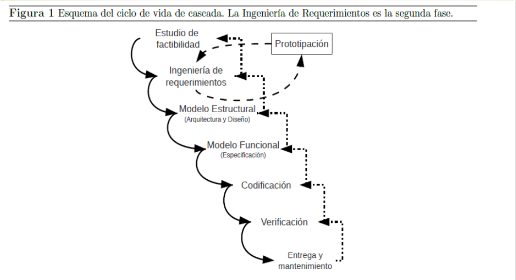 Figura 1 Esquema del ciclo de vida de cascada. La Ingeniería de Requerimientos es la segunda fase.
Estudio de
factibilidad
Prototipación
Ingeniería de
requerimientos
Modelo Estructural
(Arquitectura y Diseño)
Modelo Funcional
(Especificación)
Codificación
Verificación
Entrega y
mantenimiento